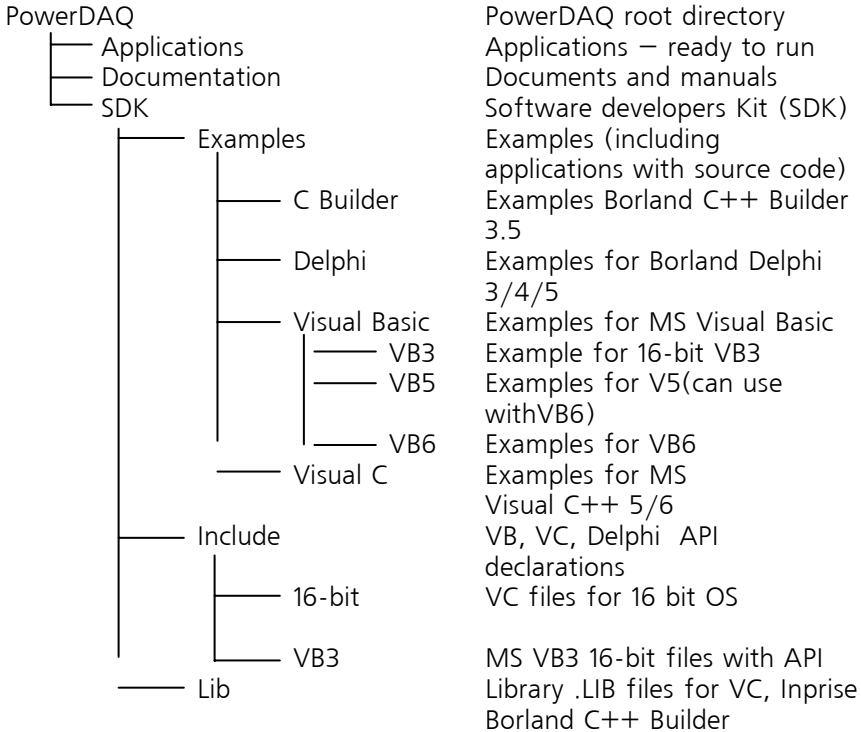 PowerDAQ PowerDAQ root directory
Applications Applications – ready to run
Documentation Documents and manuals
SDK Software developers Kit (SDK)
Examples Examples (including
applications with source code)
C Builder Examples Borland C++ Builder
3.5
Delphi Examples for Borland Delphi
3/4/5
Visual Basic Examples for MS Visual Basic
VB3 Example for 16-bit VB3
VB5 Examples for V5(can use
withVB6)
VB6 Examples for VB6
Visual C Examples for MS
Visual C++ 5/6
Include VB, VC, Delphi API
declarations
16-bit VC files for 16 bit OS
VB3 MS VB3 16-bit files with API
Lib Library .LIB files for VC, Inprise
Borland C++ Builder